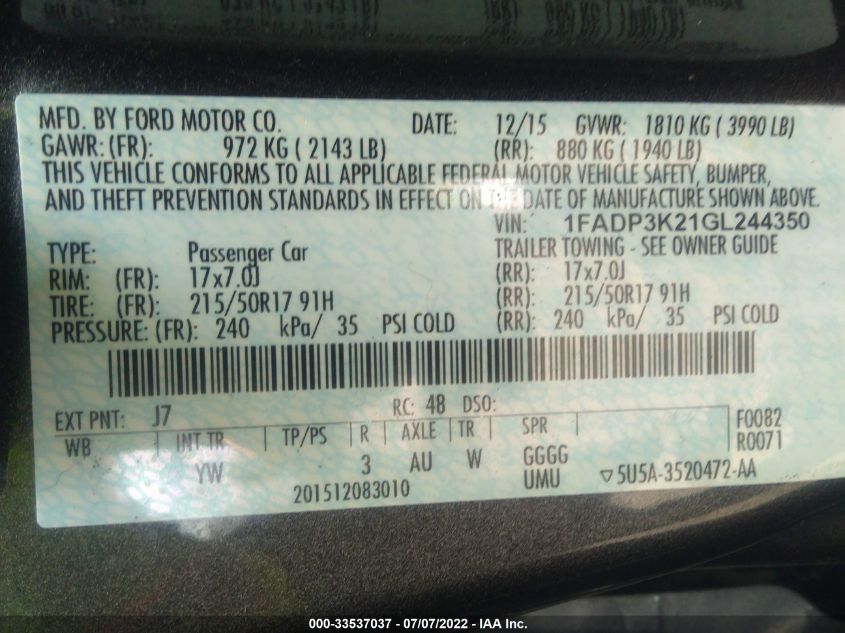 MFD. BY FORD MOTOR CO. DATE: 12/15 GVWR: 1810 KG ( 3990 LB)
GAWR: (FR): 972 KG ( 2143 LB) (RR): 880 KG ( 1940 LB)
THIS VEHICLE CONFORMS TO ALL APPLICABLE FEDERAL MOTOR VEHICLE SAFETY, BUMPER,
AND THEFT PREVENTION STANDARDS IN EFFECT ON THE DATE OF MANUFACTURE SHOWN ABOVE.
VIN: 1FADP3K21GL244350
TYPE: Passenger Car TRAILER TOWING - SEE OWNER GUIDE
RIM: (FR): 17x7.0J (RR): 17x7.0J
TIRE: (FR): 215/50R17 91H (RR): 215/50R17 91H
PRESSURE: (FR): 240 kPa/ 35 PSI COLD (RR): 240 kPa/ 35 PSI COLD
EXT PNT: J7 RC: 48 DSO:
WB INT TR TP/PS R AXLE TR SPR F0082
R0071
YW 3 AU W GGGG
UMU
201512083010 ▽5U5A-3520472-AA
000-33537037 - 07/07/2022 - IAA Inc.